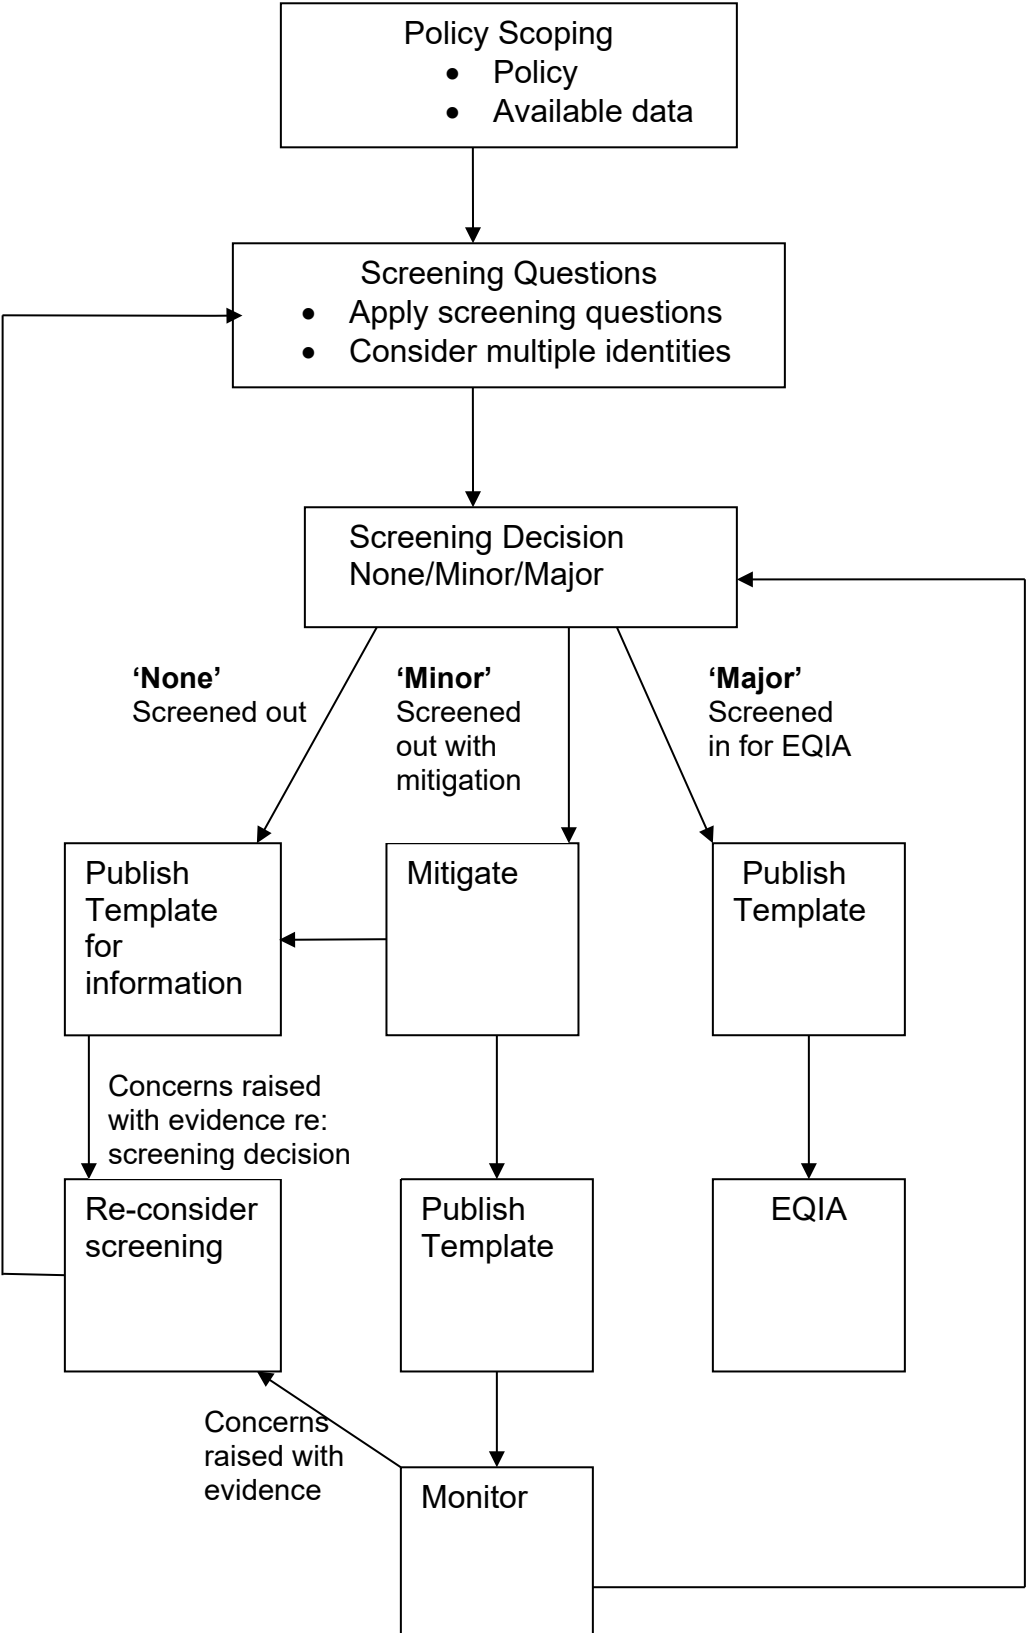 Policy Scoping
• Policy
• Available data
Screening Questions
• Apply screening questions
• Consider multiple identities
Screening Decision
None/Minor/Major
‘None’
Screened out
‘Minor’
Screened
out with
mitigation
‘Major’
Screened
in for EQIA
Publish
Template
for
information
Mitigate
Publish
Template
Concerns raised
with evidence re:
screening decision
Re-consider
screening
Publish
Template
EQIA
Concerns
raised with
evidence
Monitor